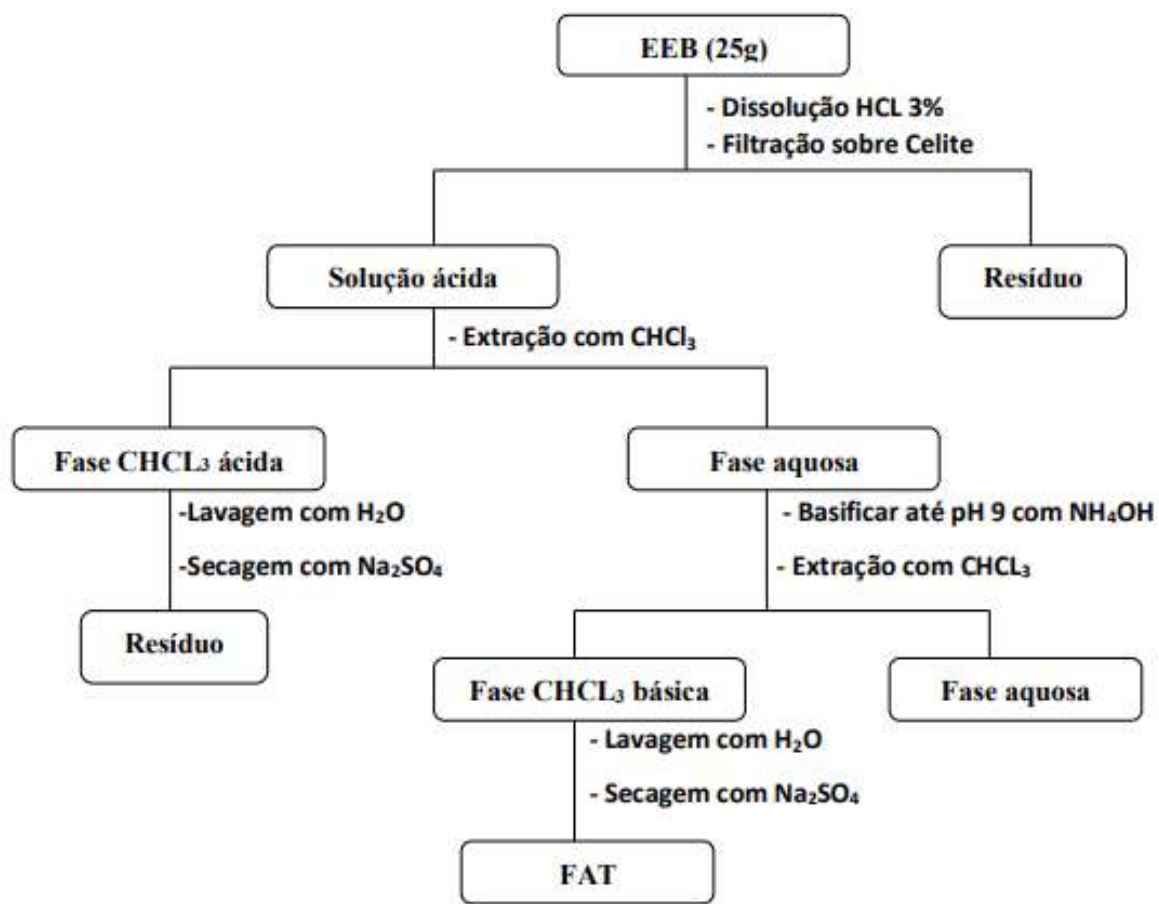 EEB (25g)
- Dissolução HCL 3%
- Filtração sobre Celite
Solução ácida
Resíduo
- Extração com CHCl₃
Fase CHCL₃ ácida
Fase aquosa
-Lavagem com H₂O
-Secagem com Na₂SO₄
- Basificar até pH 9 com NH₄OH
- Extração com CHCL₃
Resíduo
Fase CHCL₃ básica
Fase aquosa
- Lavagem com H₂O
- Secagem com Na₂SO₄
FAT